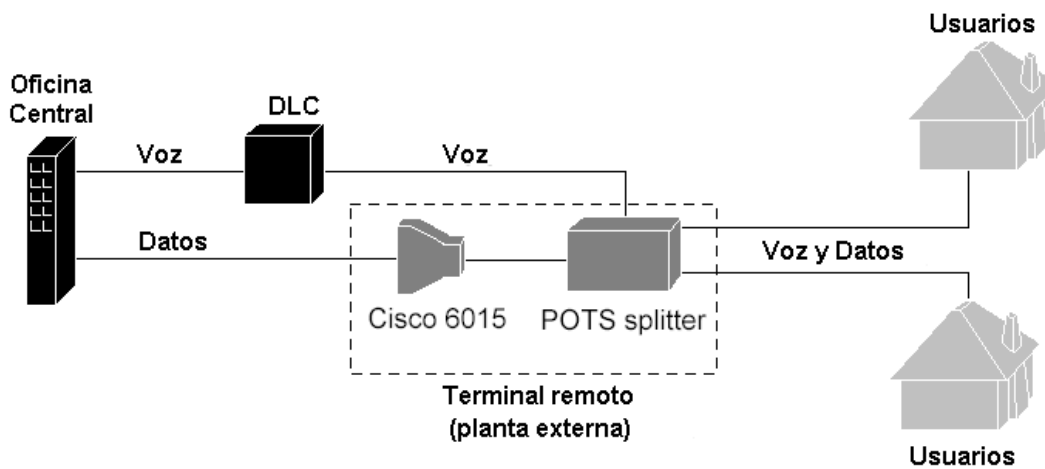 Usuarios
Oficina
Central
DLC
Voz
Voz
Datos
Voz y Datos
Cisco 6015
POTS splitter
Terminal remoto
(planta externa)
Usuarios